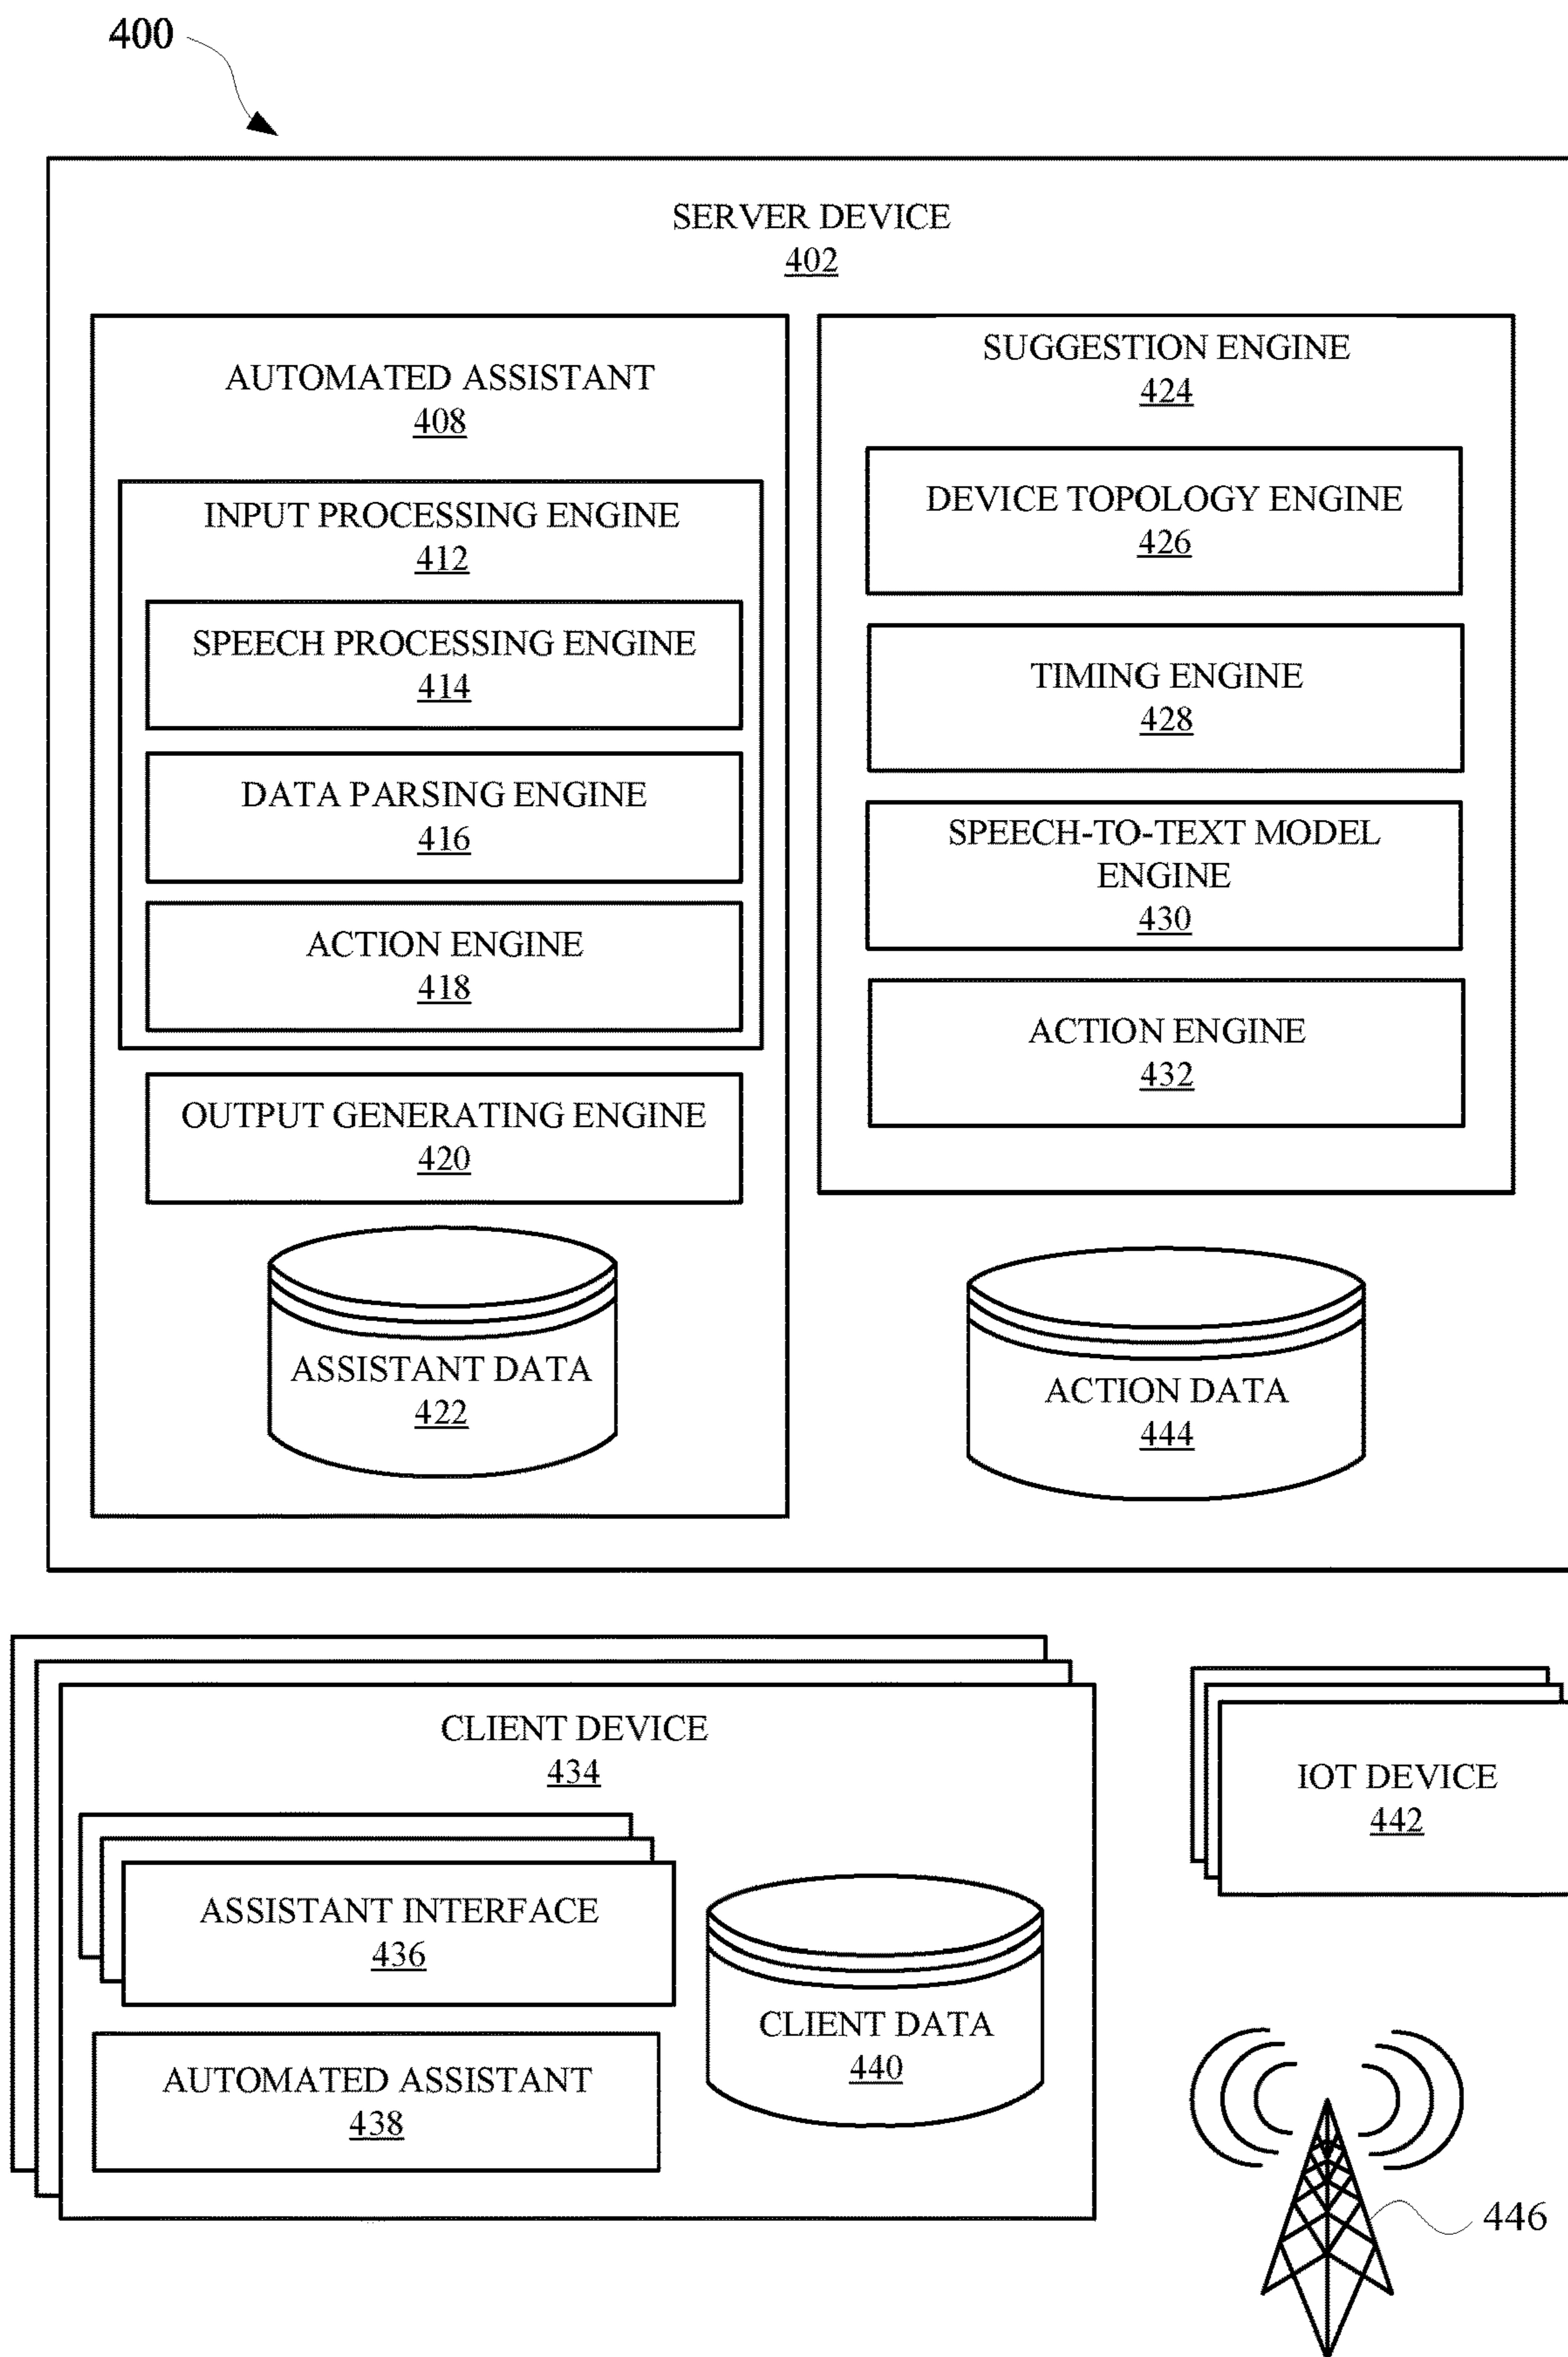 400
SERVER DEVICE
402
AUTOMATED ASSISTANT
408
INPUT PROCESSING ENGINE
412
SPEECH PROCESSING ENGINE
414
DATA PARSING ENGINE
416
ACTION ENGINE
418
OUTPUT GENERATING ENGINE
420
ASSISTANT DATA
422
SUGGESTION ENGINE
424
DEVICE TOPOLOGY ENGINE
426
TIMING ENGINE
428
SPEECH-TO-TEXT MODEL
ENGINE
430
ACTION ENGINE
432
ACTION DATA
444
CLIENT DEVICE
434
ASSISTANT INTERFACE
436
AUTOMATED ASSISTANT
438
CLIENT DATA
440
IOT DEVICE
442
446